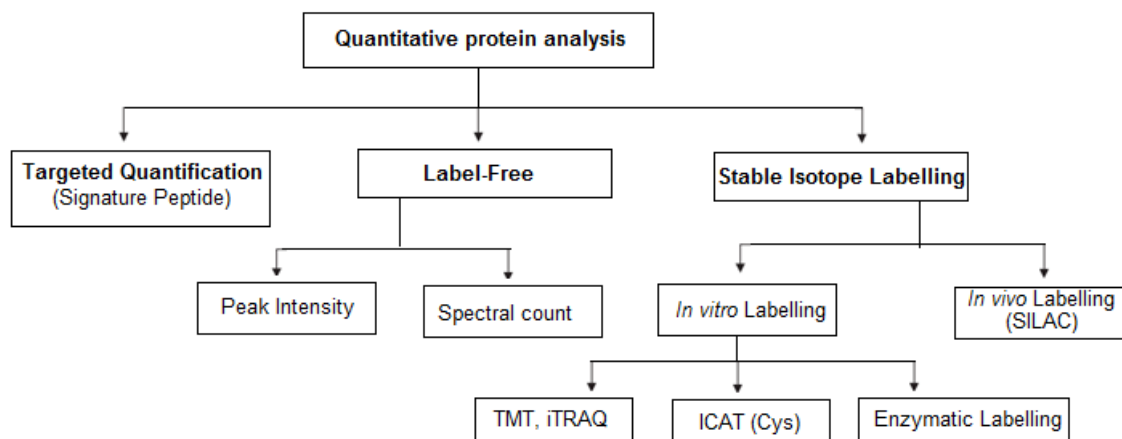 Quantitative protein analysis
Targeted Quantification
(Signature Peptide)
Label-Free
Stable Isotope Labelling
Peak Intensity
Spectral count
In vitro Labelling
In vivo Labelling
(SILAC)
TMT, iTRAQ
ICAT (Cys)
Enzymatic Labelling